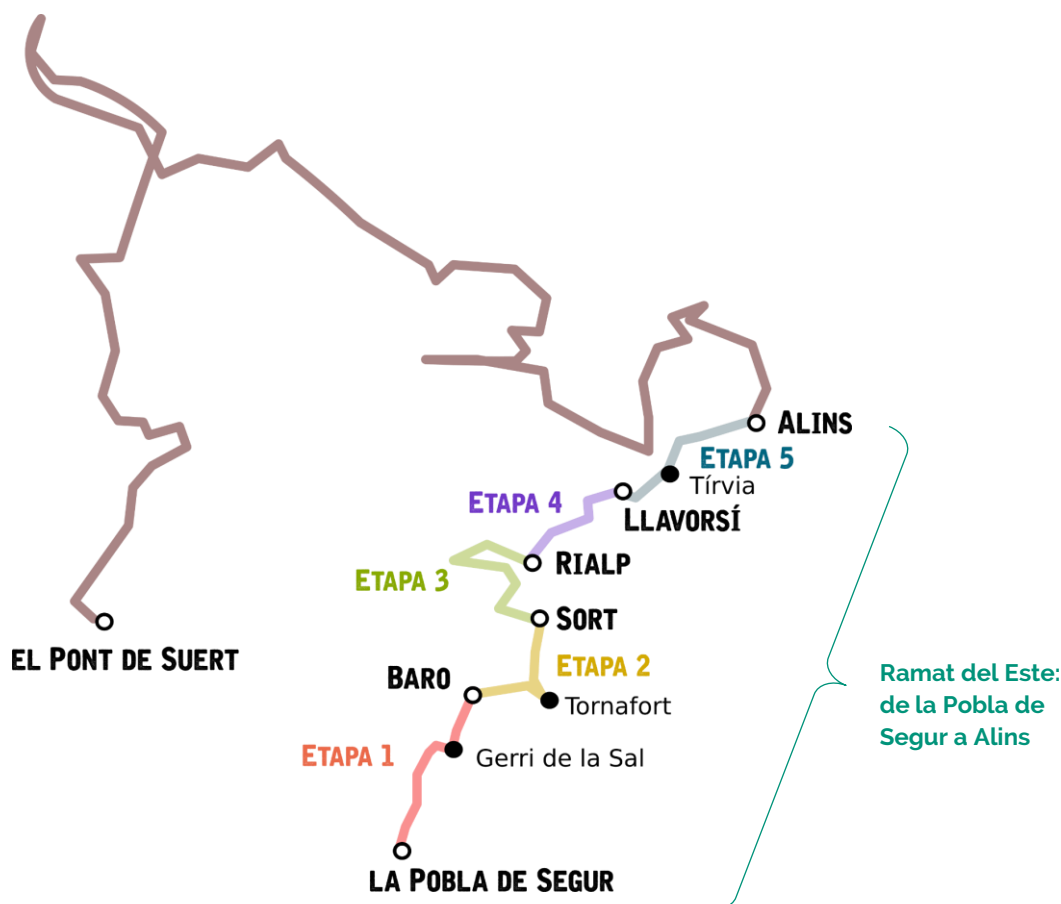 ALINS
ETAPA 5
Tírvia
ETAPA 4
LLAVORSÍ
RIALP
ETAPA 3
SORT
EL PONT DE SUERT
ETAPA 2
BARO
Tornafort
Ramat del Este:
de la Pobla de
Segur a Alins
ETAPA 1
Gerri de la Sal
LA POBLA DE SEGUR